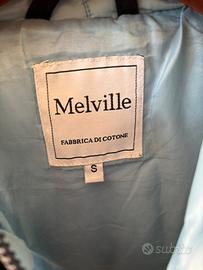 Melville
FABBRICA DI COTONE
S
subito